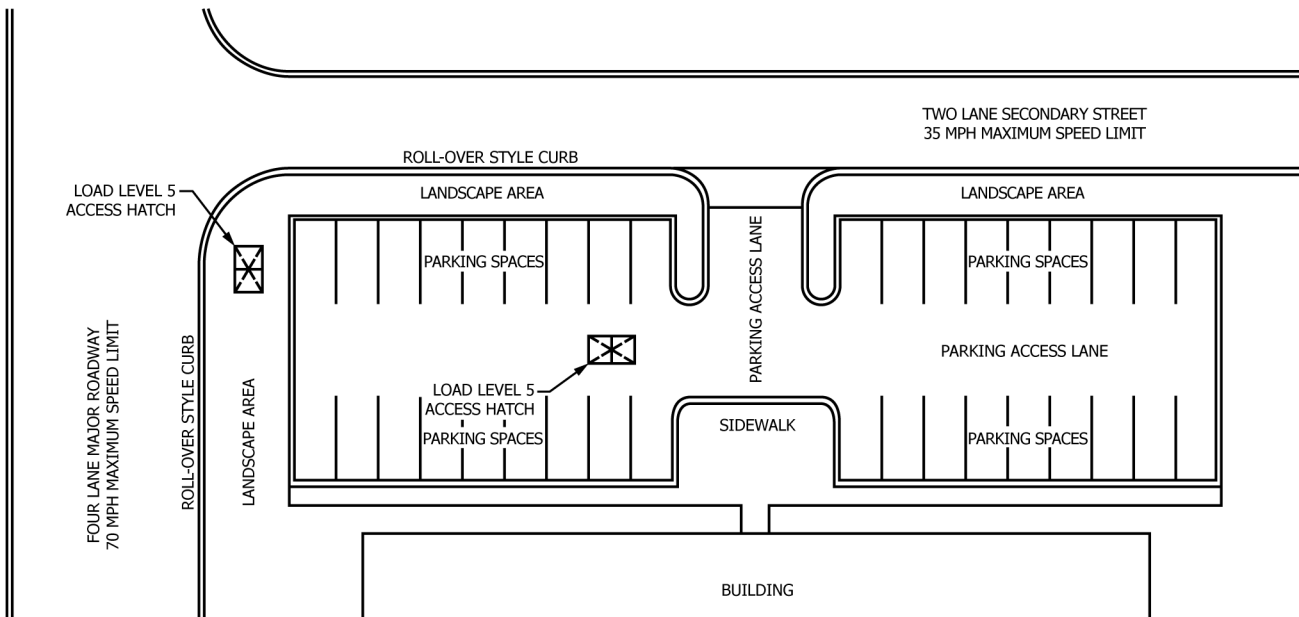 TWO LANE SECONDARY STREET
35 MPH MAXIMUM SPEED LIMIT
ROLL-OVER STYLE CURB
LOAD LEVEL 5
ACCESS HATCH
LANDSCAPE AREA
LANDSCAPE AREA
PARKING SPACES
PARKING SPACES
PARKING ACCESS LANE
PARKING ACCESS LANE
FOUR LANE MAJOR ROADWAY
70 MPH MAXIMUM SPEED LIMIT
ROLL-OVER STYLE CURB
LANDSCAPE AREA
LOAD LEVEL 5
ACCESS HATCH
PARKING SPACES
SIDEWALK
PARKING SPACES
BUILDING